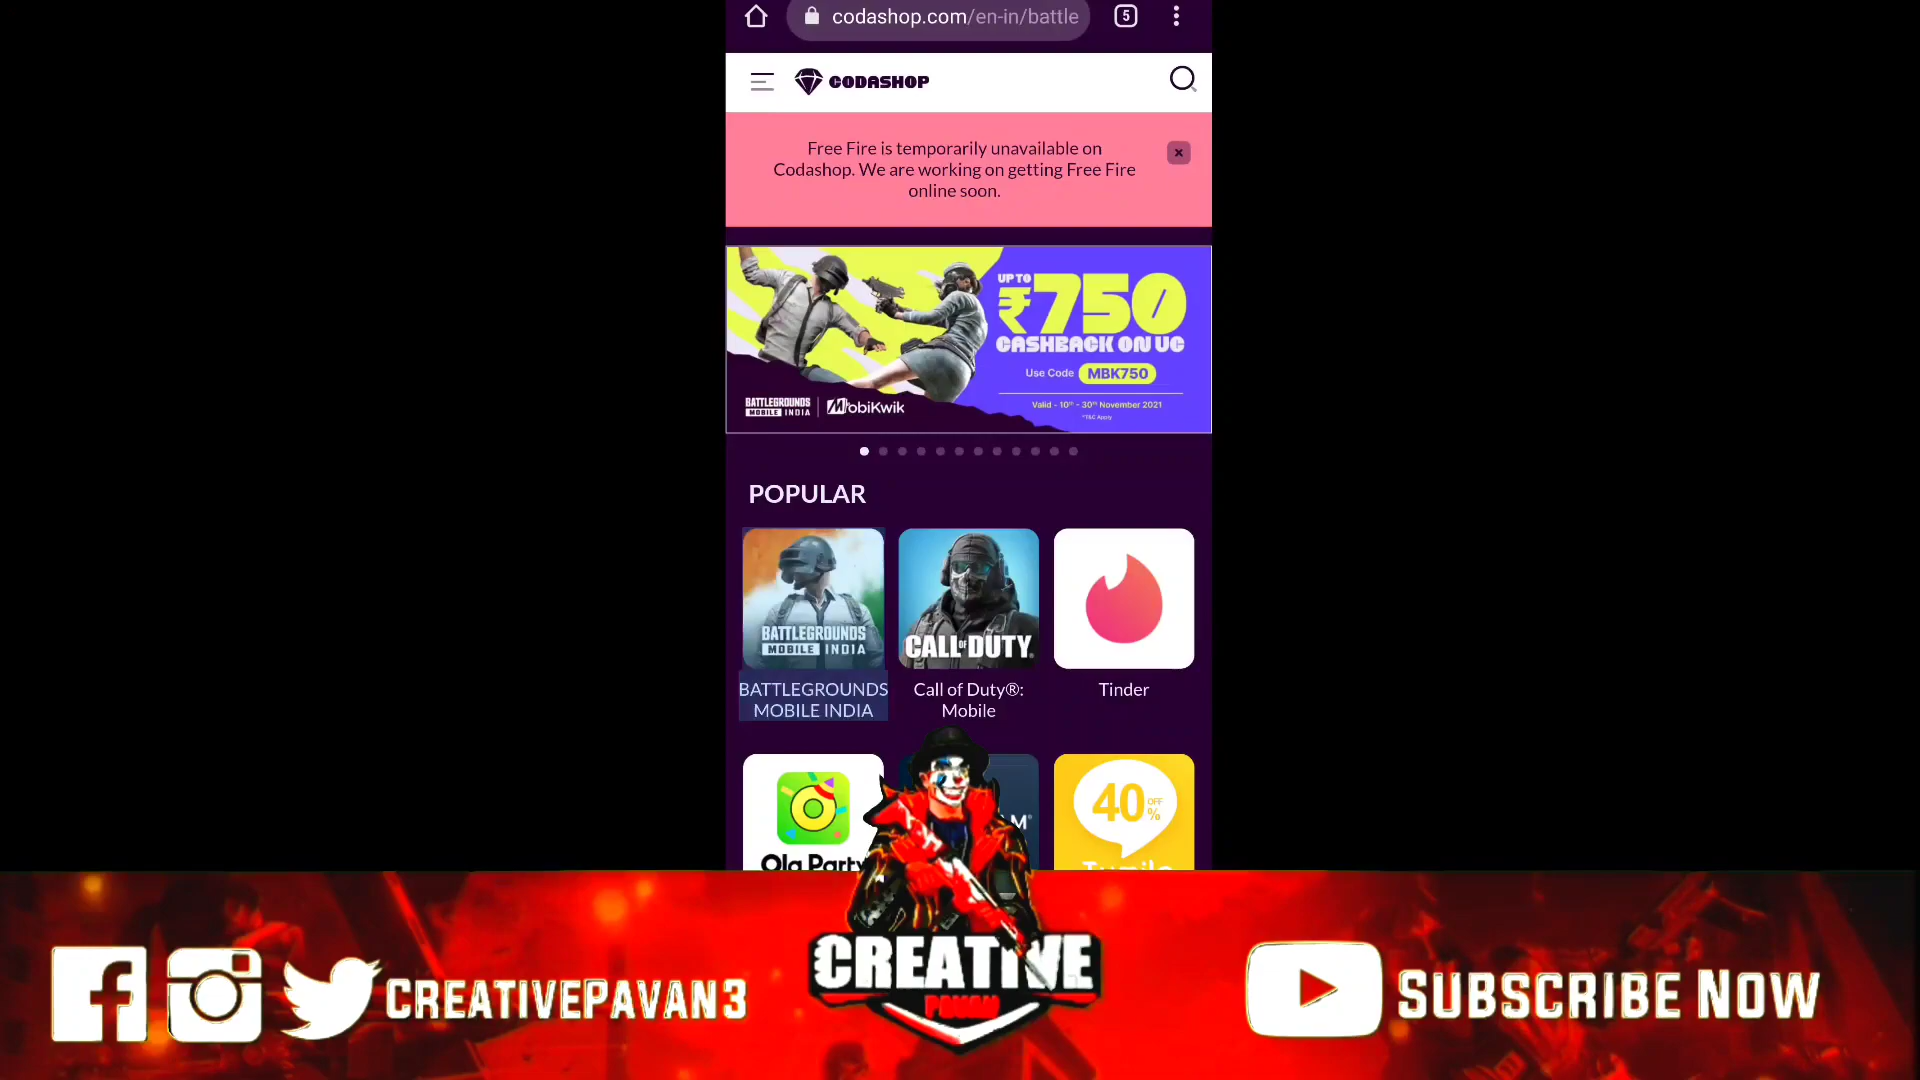 codashop.com/en-in/battle
5
CODASHOP
Free Fire is temporarily unavailable on
Codashop. We are working on getting Free Fire
online soon.
UP TO
₹750
CASHBACK ON UC
Use Code MBK750
Valid - 10th - 30th November 2021
*T&C Apply
BATTLEGROUNDS
MOBILE INDIA
MobiKwik
POPULAR
BATTLEGROUNDS
MOBILE INDIA
CALL OF DUTY®
BATTLEGROUNDS
MOBILE INDIA
Call of Duty®:
Mobile
Tinder
Ola Party
M®
40 OFF
%
CREATIVEPAVAN3
CREATIVE
PAVAN
SUBSCRIBE NOW